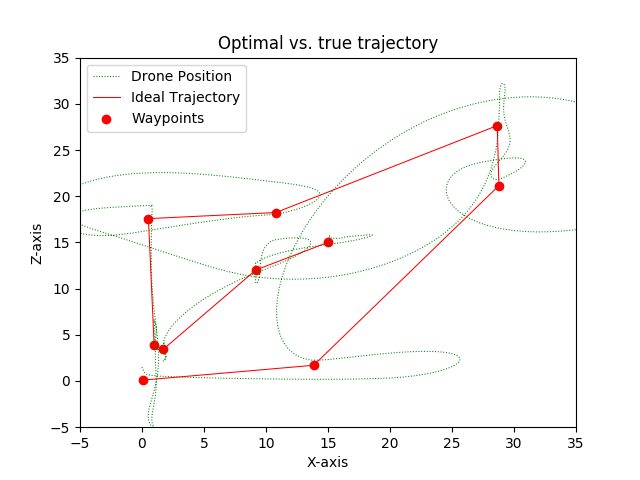 Optimal vs. true trajectory
Drone Position
Ideal Trajectory
Waypoints
35
30
25
20
15
10
5
0
−5
Z-axis
−5 0 5 10 15 20 25 30 35
X-axis